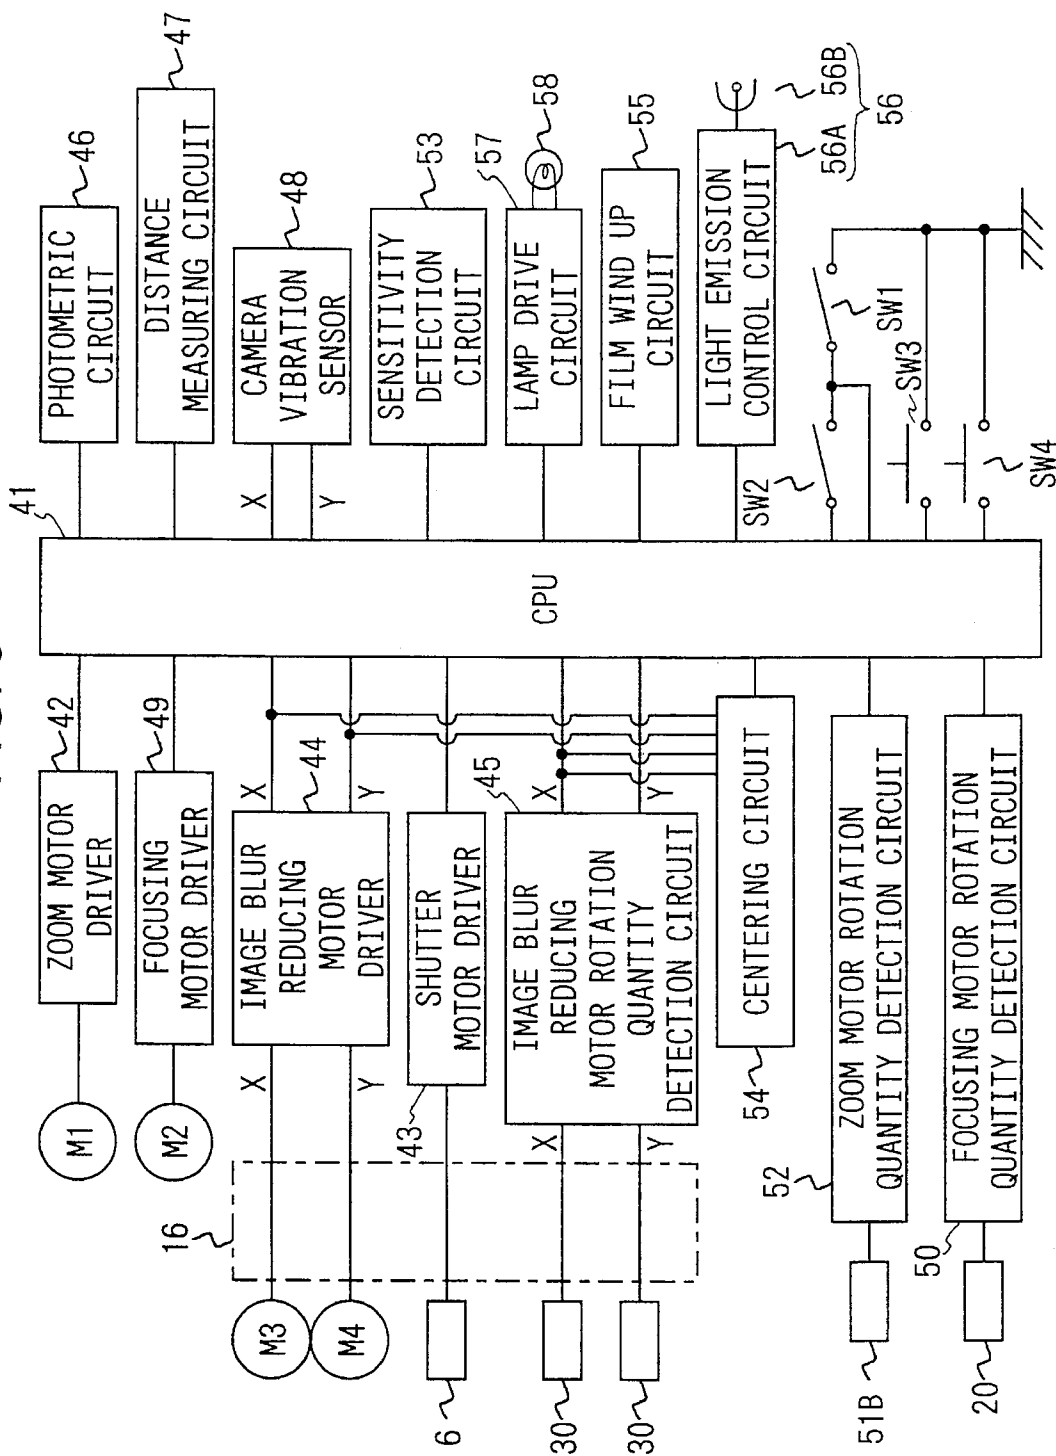 M1
ZOOM MOTOR
DRIVER
42
41
PHOTOMETRIC
CIRCUIT
46
M2
FOCUSING
MOTOR DRIVER
49
DISTANCE
MEASURING CIRCUIT
47
16
M3
M4
X
Y
IMAGE BLUR
REDUCING
MOTOR
DRIVER
X
Y
44
X
Y
CAMERA
VIBRATION
SENSOR
48
6
43
SHUTTER
MOTOR DRIVER
SENSITIVITY
DETECTION
CIRCUIT
53
30
30
X
Y
IMAGE BLUR
REDUCING
MOTOR ROTATION
QUANTITY
DETECTION CIRCUIT
45
X
Y
CPU
LAMP DRIVE
CIRCUIT
57
58
FILM WIND UP
CIRCUIT
55
54
CENTERING CIRCUIT
LIGHT EMISSION
CONTROL CIRCUIT
56A
56B
56
51B
52
ZOOM MOTOR ROTATION
QUANTITY DETECTION CIRCUIT
SW2
SW1
20
50
FOCUSING MOTOR ROTATION
QUANTITY DETECTION CIRCUIT
SW3
SW4